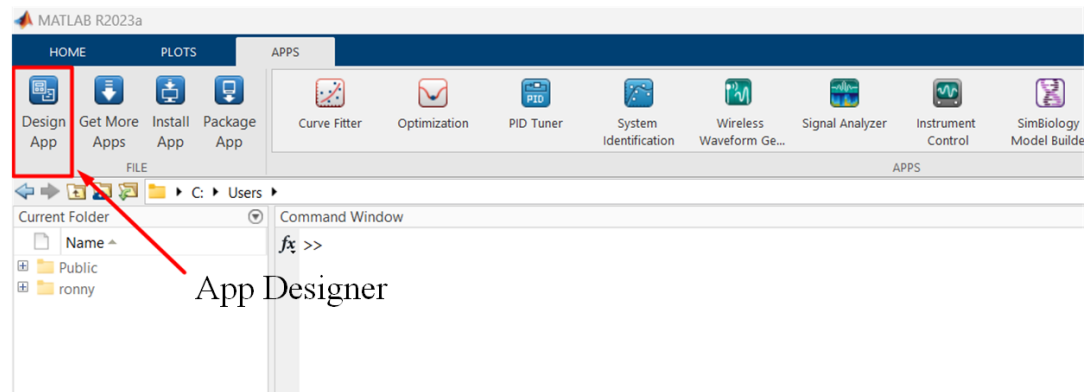 MATLAB R2023a
HOME PLOTS APPS
Design App
Get More Apps
Install App
Package App
Curve Fitter
Optimization
PID
PID Tuner
System Identification
Wireless Waveform Ge...
Signal Analyzer
Instrument Control
SimBiology Model Builde
FILE APPS
C: Users
Current Folder
Command Window
Name
fx >>
Public
ronny
App Designer